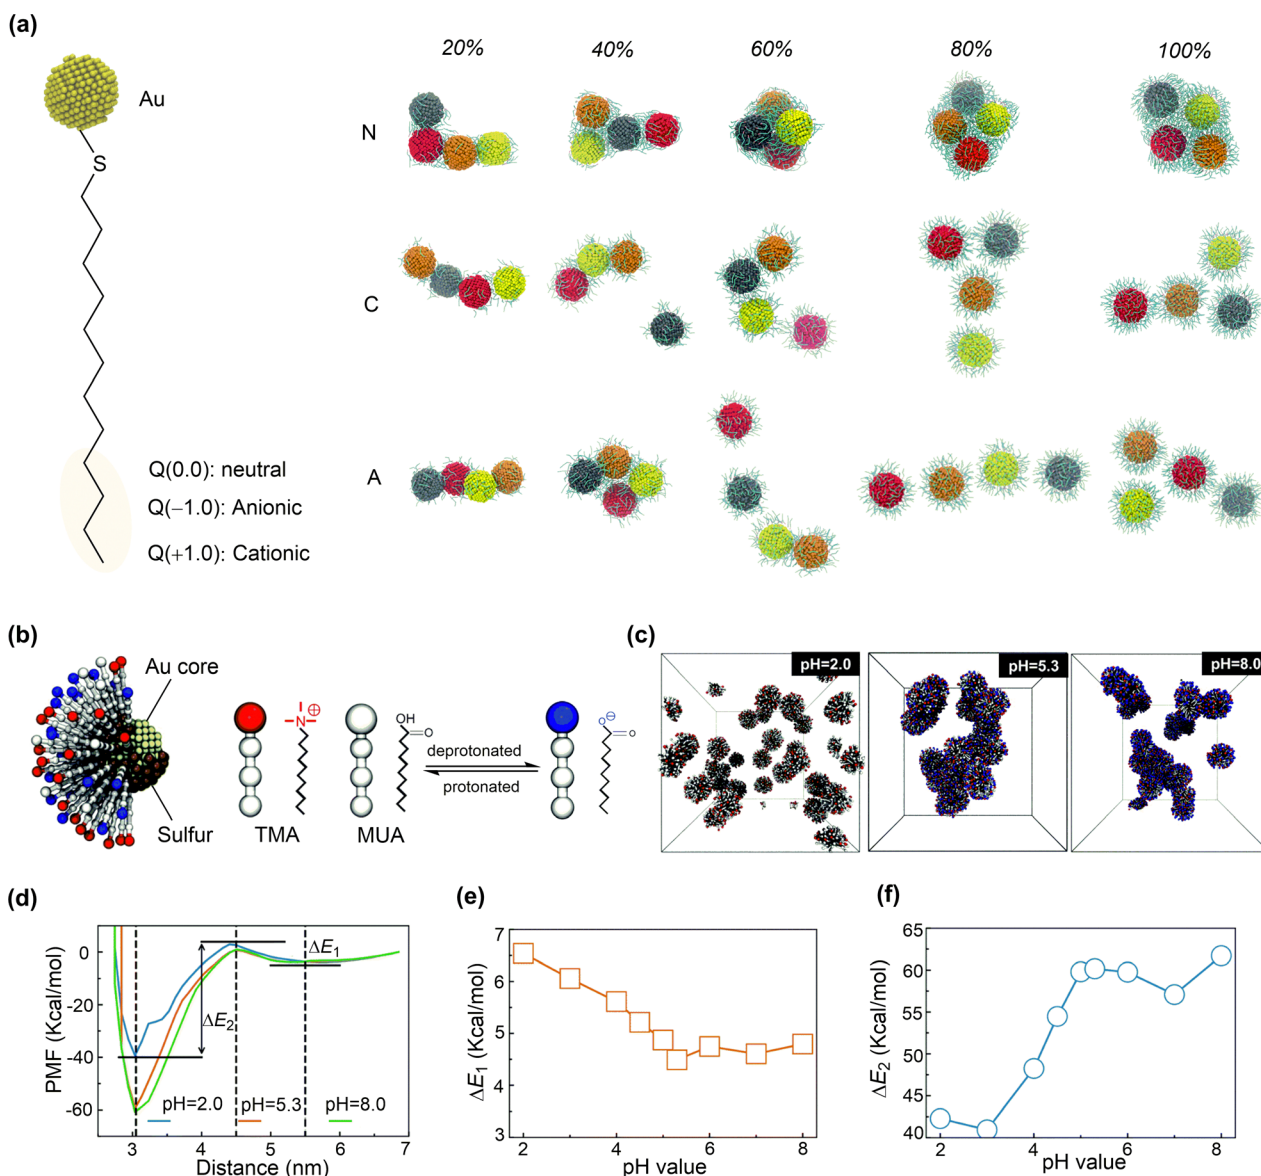 (a)
20%
40%
60%
80%
100%
Au
S
N
C
A
Q(0.0): neutral
Q(−1.0): Anionic
Q(+1.0): Cationic
(b)
Au core
Sulfur
N
⊕
TMA
OH
O
MUA
deprotonated
protonated
O
⊖
O
(c)
pH=2.0
pH=5.3
pH=8.0
(d)
PMF (Kcal/mol)
0
-20
-40
-60
ΔE1
ΔE2
pH=2.0
pH=5.3
pH=8.0
3
4
5
6
7
Distance (nm)
(e)
ΔE1 (Kcal/mol)
7
6
5
4
3
2
4
6
8
pH value
(f)
ΔE2 (Kcal/mol)
65
60
55
50
45
40
2
4
6
8
pH value